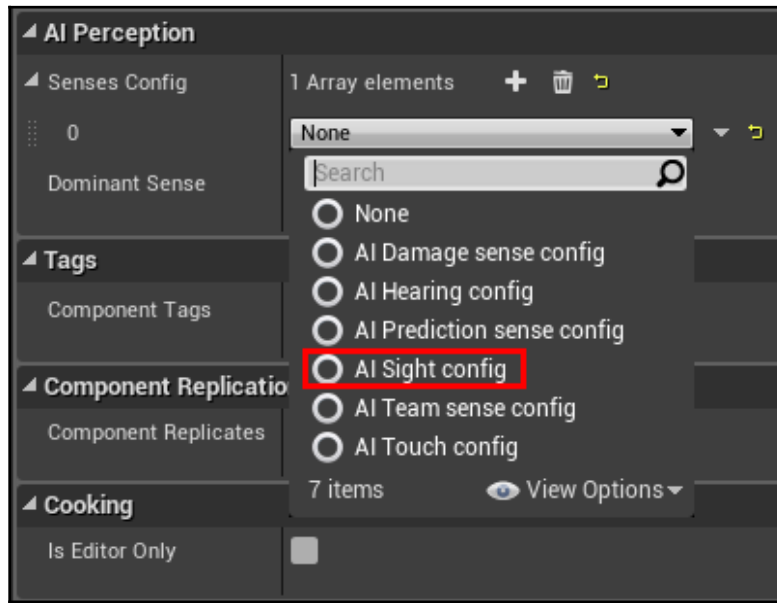 AI Perception
Senses Config 1 Array elements
0 None
Search
Dominant Sense
None
AI Damage sense config
Tags
AI Hearing config
Component Tags
AI Prediction sense config
AI Sight config
Component Replicatio
AI Team sense config
Component Replicates
AI Touch config
7 items View Options
Cooking
Is Editor Only